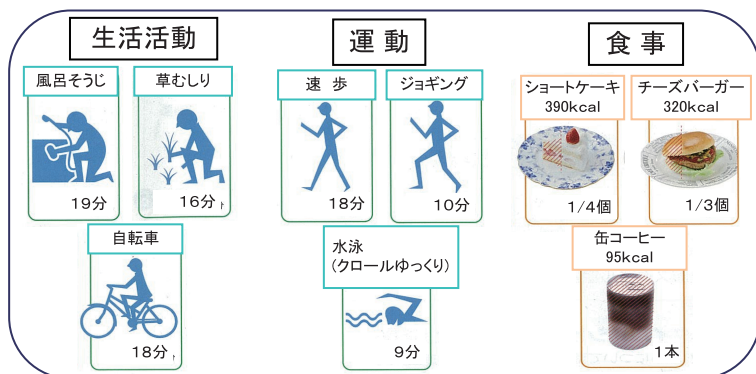 生活活動
風呂そうじ
19分
草むしり
16分
自転車
18分
運動
速歩
18分
ジョギング
10分
水泳
(クロールゆっくり)
9分
食事
ショートケーキ
390kcal
1/4個
チーズバーガー
320kcal
1/3個
缶コーヒー
95kcal
1本